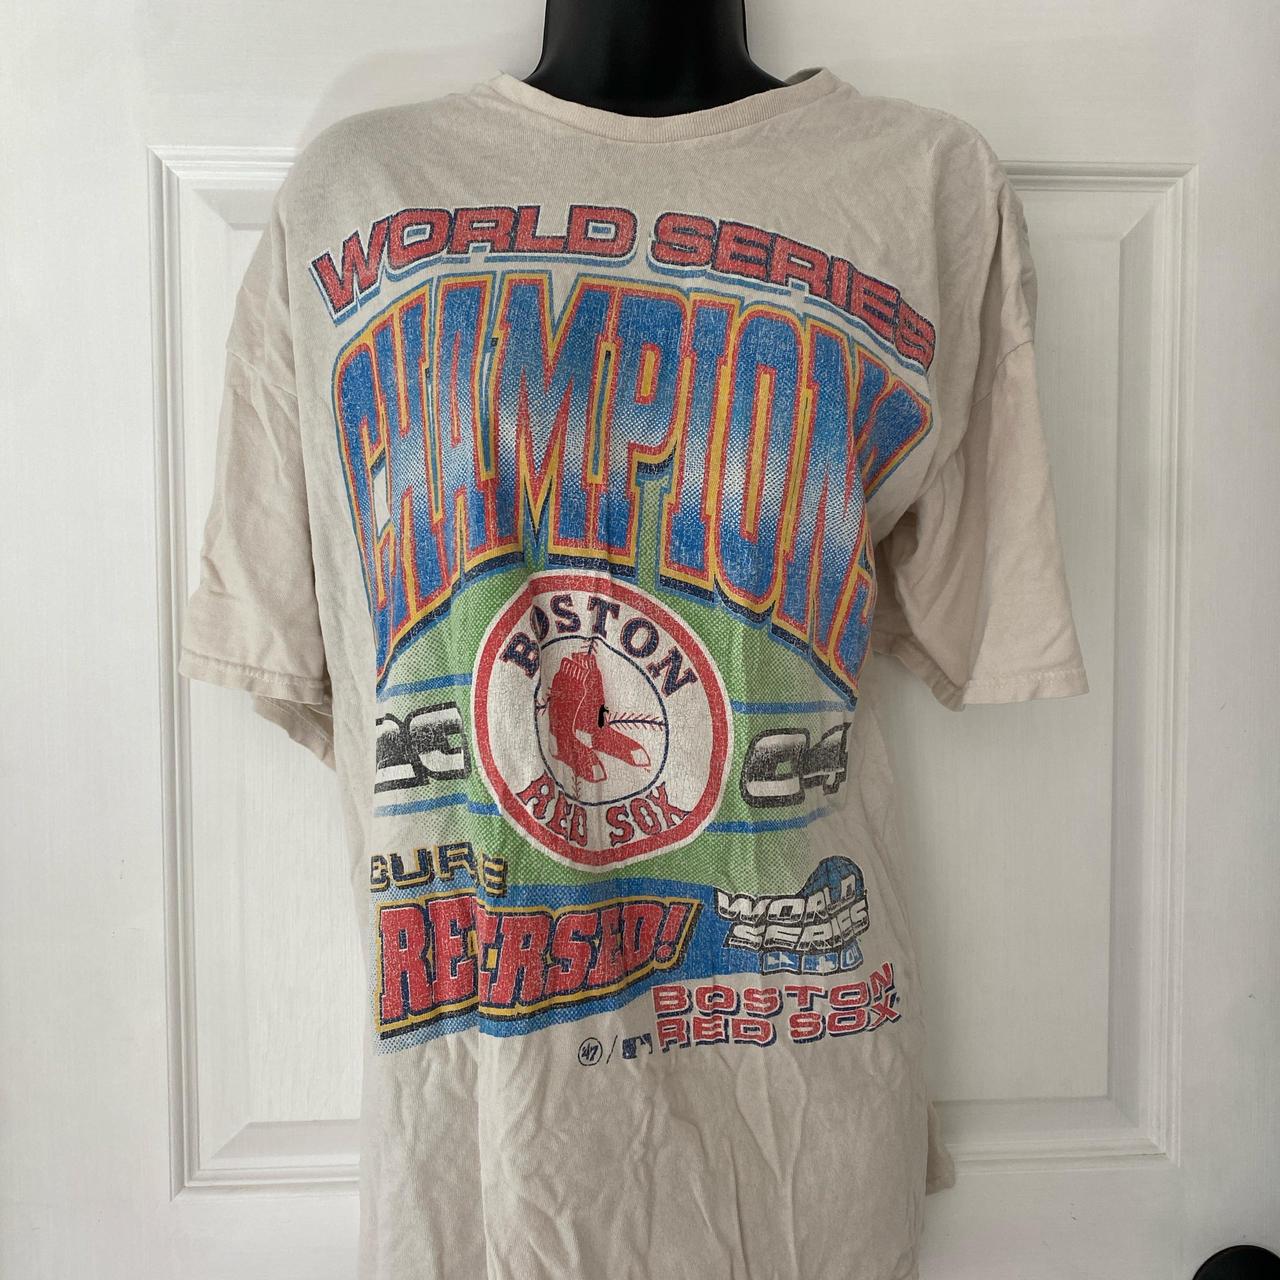 WORLD SERIES
CHAMPIONS
BOSTON
RED SOX
04
REVERSED!
WORLD
SERIES
BOSTON
RED SOX
47 /